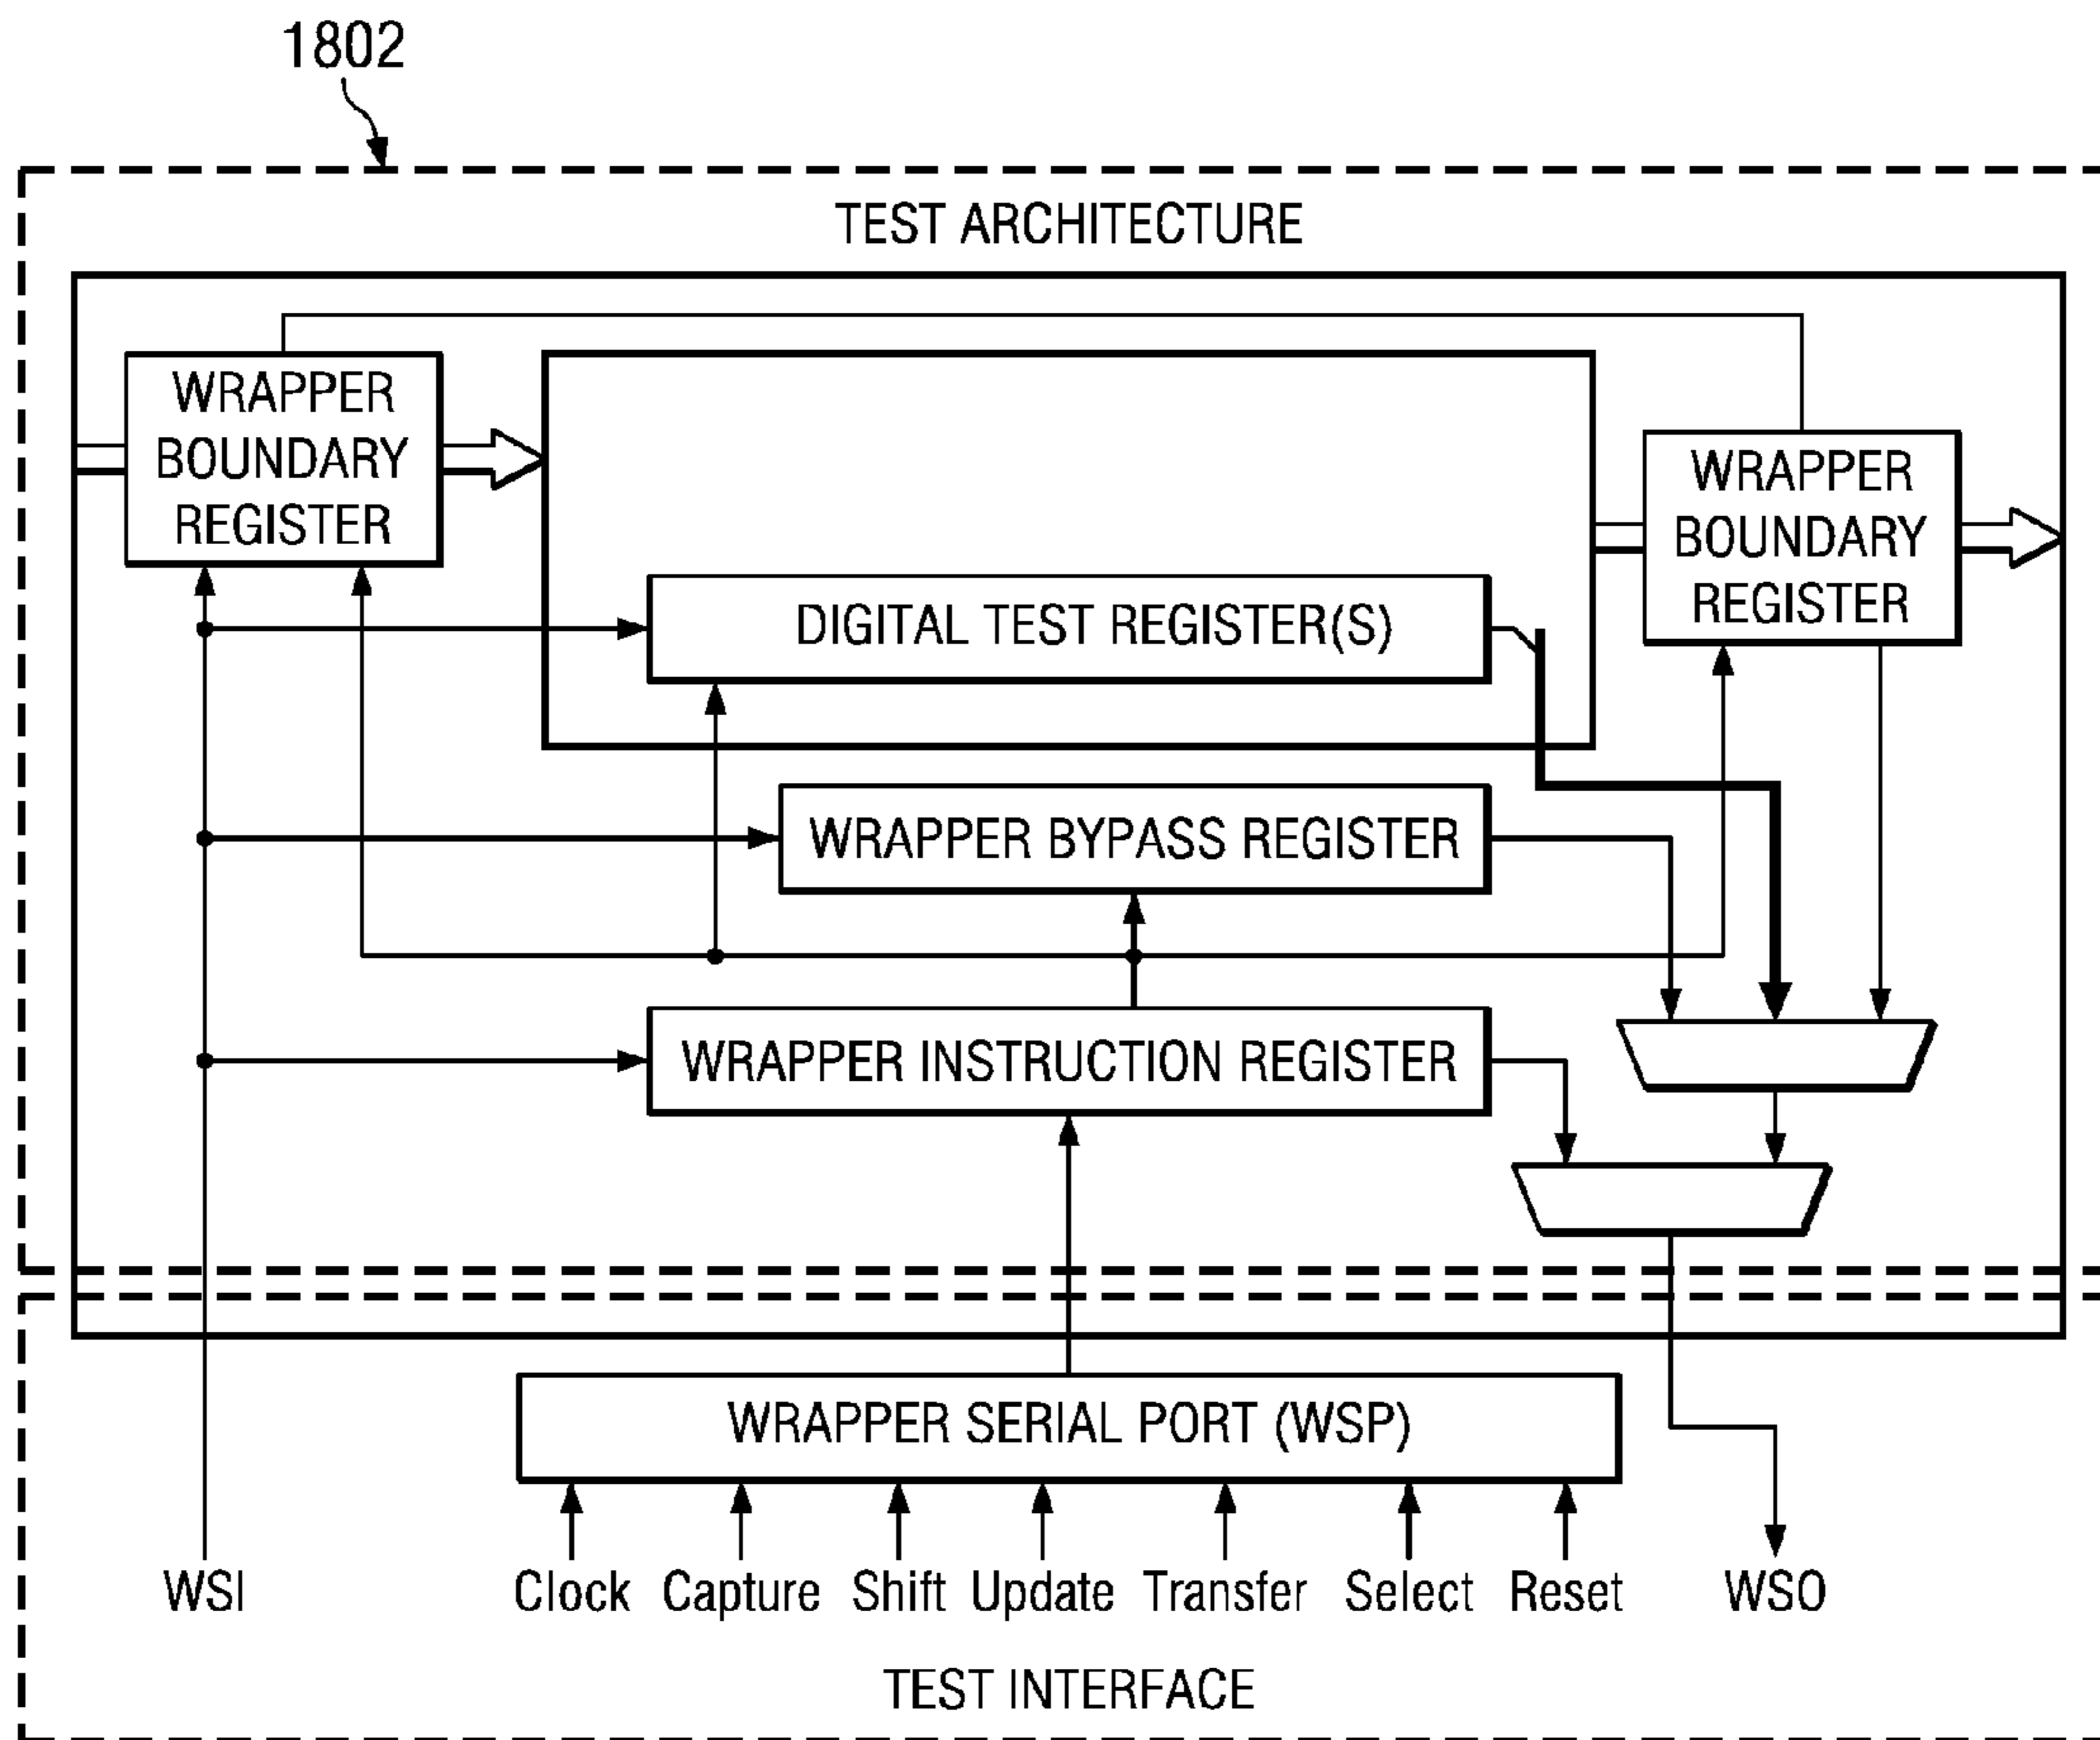 1802
TEST ARCHITECTURE
WRAPPER
BOUNDARY
REGISTER
WRAPPER
BOUNDARY
REGISTER
DIGITAL TEST REGISTER(S)
WRAPPER BYPASS REGISTER
WRAPPER INSTRUCTION REGISTER
WRAPPER SERIAL PORT (WSP)
WSI Clock Capture Shift Update Transfer Select Reset WSO
TEST INTERFACE